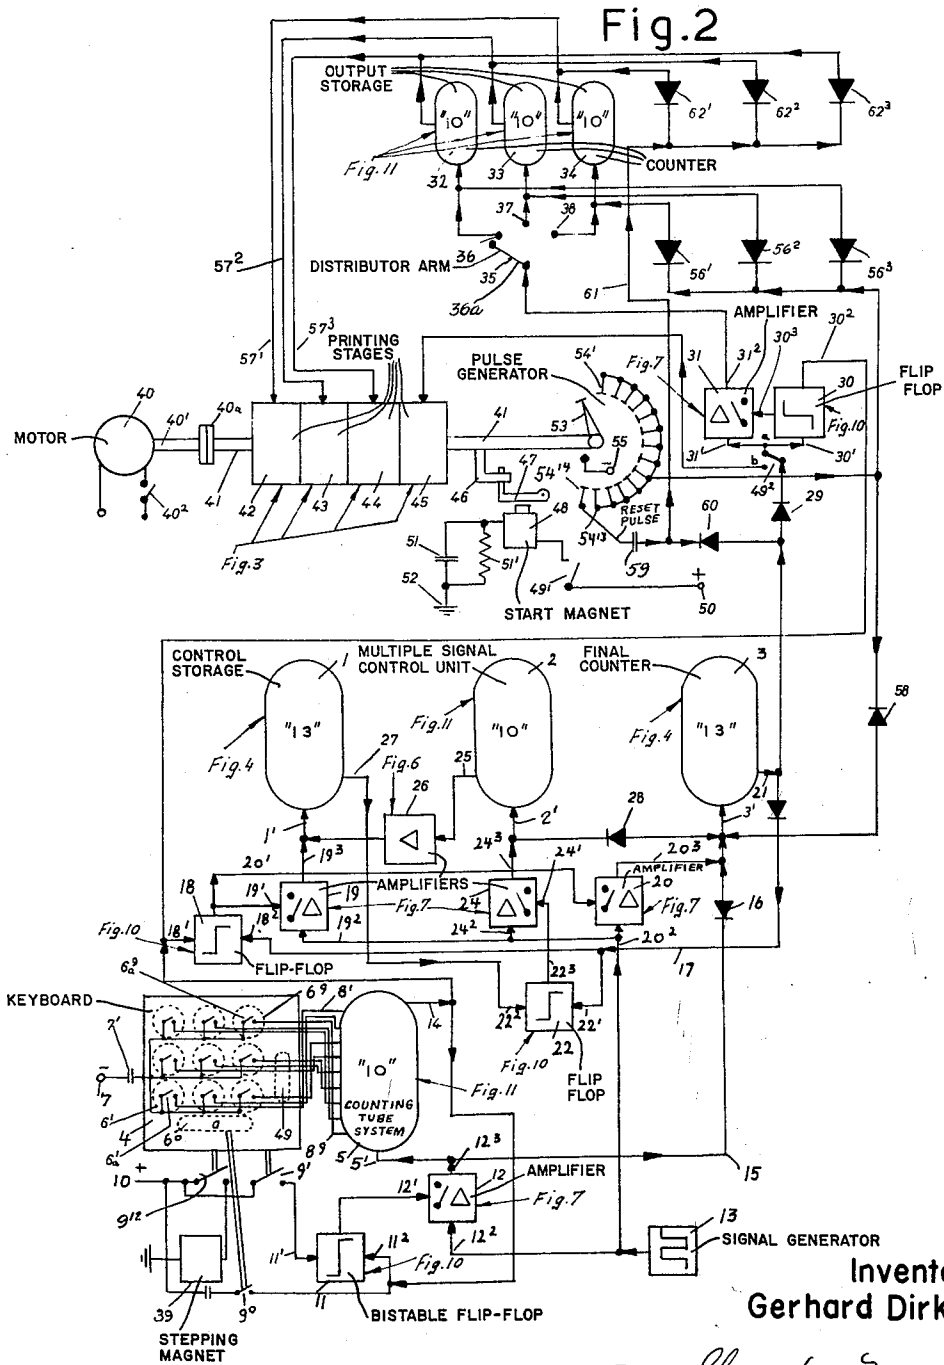 Fig.2
OUTPUT
STORAGE
"10" "10" "10"
62' 62² 62³
Fig.11 32 33 34 COUNTER
37 38
57² 36 DISTRIBUTOR ARM 35 36a 61 56' 56² 56³
AMPLIFIER 30²
57' 57³ PRINTING
STAGES
PULSE
GENERATOR
54' Fig.7 31 31² 30³ 30 FLIP
FLOP
Fig.10
40 40' 40a MOTOR 41 53 55 31' a 30'
b 49²
40² 41 42 43 44 45 46 47 54¹⁴ 29
Fig.3 51 51' 48 54¹³ RESET
PULSE
59 60
52 49' + 50
START MAGNET
CONTROL
STORAGE
1 MULTIPLE SIGNAL
CONTROL UNIT
2 FINAL
COUNTER
3
"13" "10" "13" 58
Fig.4 27 Fig.6 Fig.11 25 Fig.4
26 28 21
1' 2' 3'
20' 19³ 24³ 24' 20³
18 19' 19 AMPLIFIERS 24 AMPLIFIER 20 16
Fig.10 18' 18² 19² Fig.7 24² Fig.7 20²
FLIP-FLOP 17
6a⁹ 6⁹ 8' 22³
KEYBOARD 14 22² 22' 22
7' "10" Fig.10 FLIP
FLOP
− 7 Fig.11
6' 4 6a' 6⁰ 0 49 COUNTING
TUBE
SYSTEM
8⁹ 5 5' 12³ 15
10 + 9' 12' 12 AMPLIFIER
9¹² Fig.7 13
11' 11² 12² SIGNAL GENERATOR
Fig.10
39 9⁰ 11
BISTABLE FLIP-FLOP
STEPPING
MAGNET
Invento
Gerhard Dirk